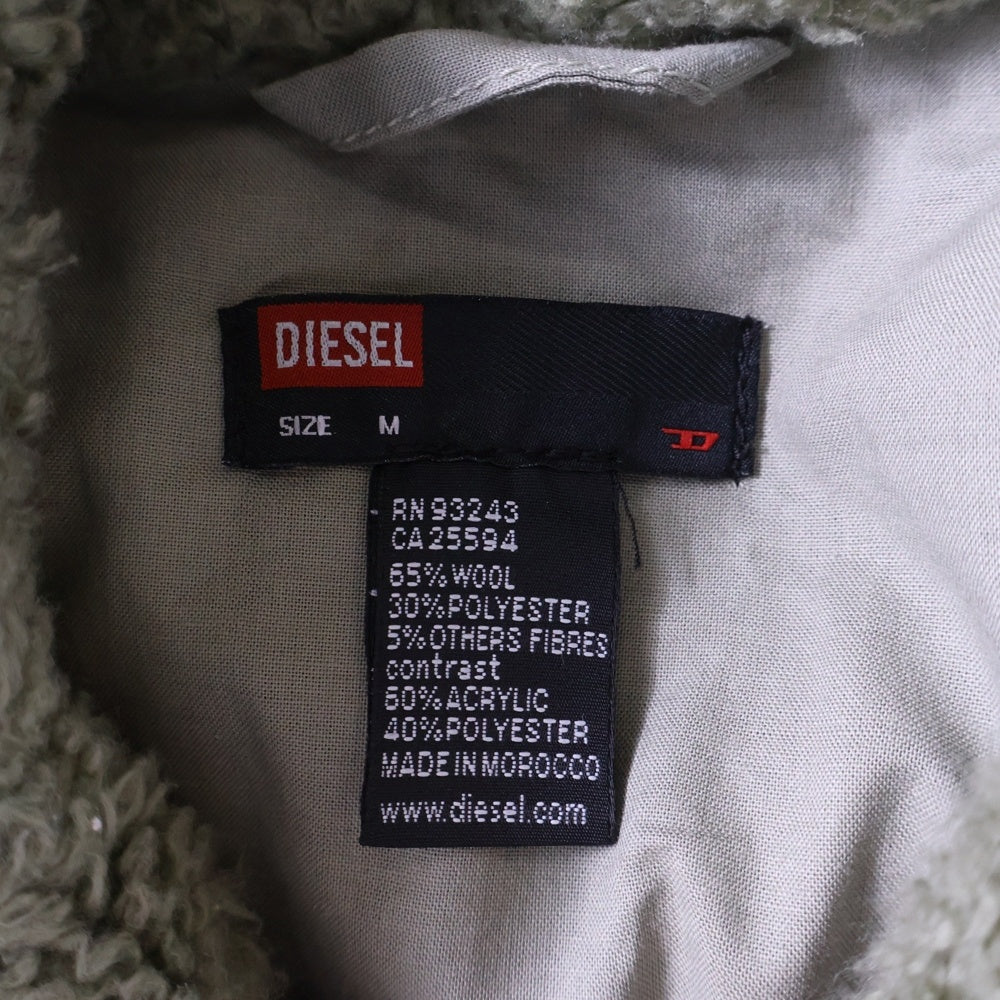 DIESEL
SIZE M
RN 93243
CA 25594
65% WOOL
30% POLYESTER
5% OTHERS FIBRES
contrast
60% ACRYLIC
40% POLYESTER
MADE IN MOROCCO
www.diesel.com